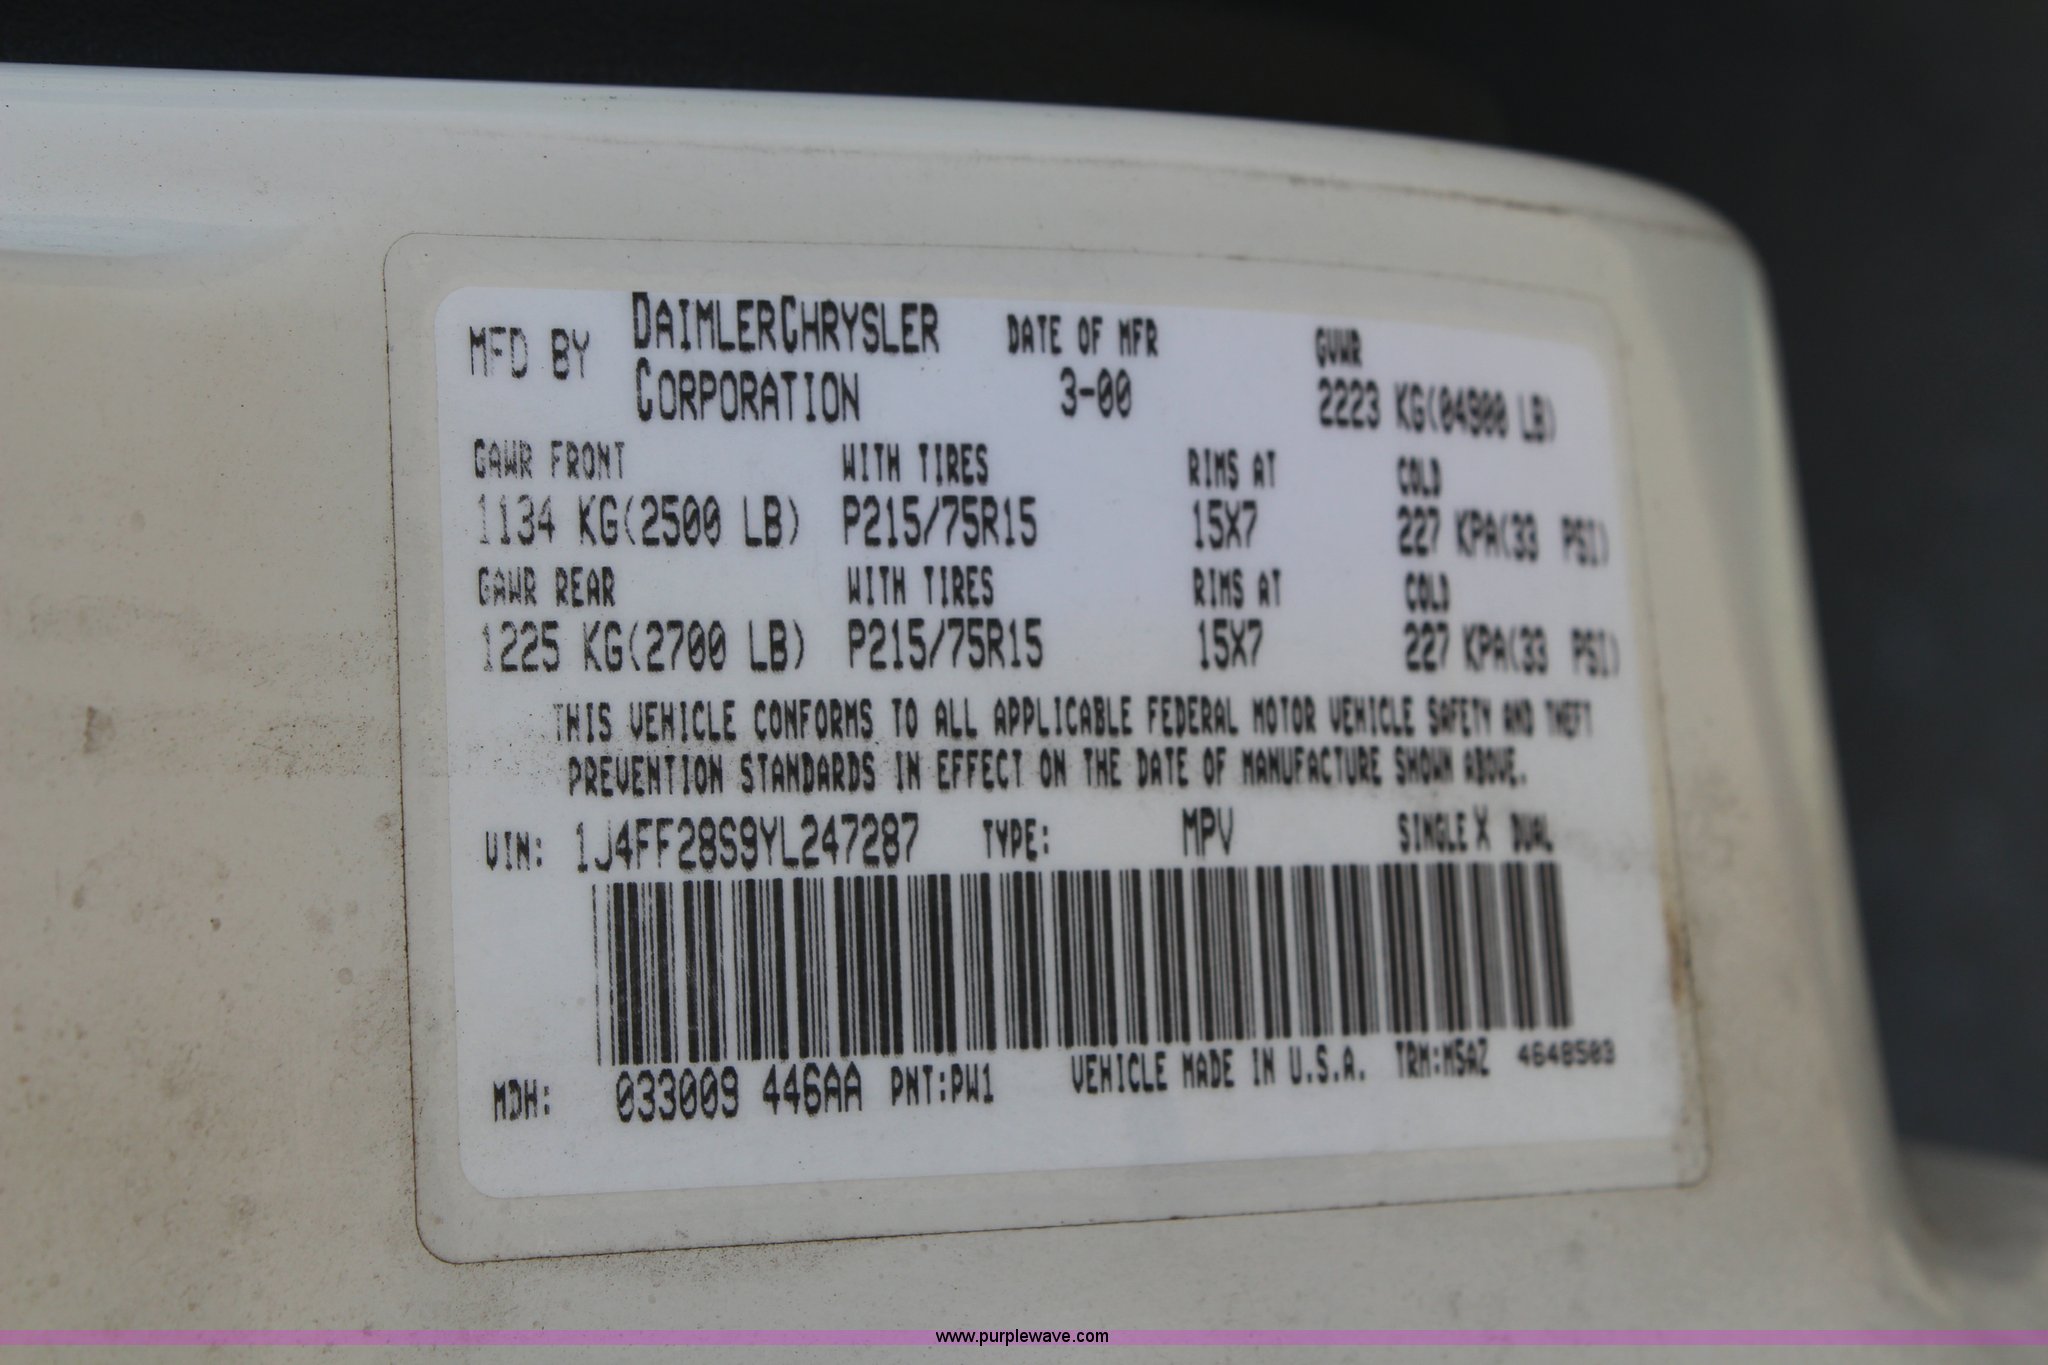 MFD BY DAIMLERCHRYSLER CORPORATION DATE OF MFR 3-00 GVWR 2223 KG(04900 LB)
GAWR FRONT WITH TIRES RIMS AT COLD
1134 KG(2500 LB) P215/75R15 15X7 227 KPA(33 PSI)
GAWR REAR WITH TIRES RIMS AT COLD
1225 KG(2700 LB) P215/75R15 15X7 227 KPA(33 PSI)
THIS VEHICLE CONFORMS TO ALL APPLICABLE FEDERAL MOTOR VEHICLE SAFETY AND THEFT
PREVENTION STANDARDS IN EFFECT ON THE DATE OF MANUFACTURE SHOWN ABOVE.
VIN: 1J4FF28S9YL247287 TYPE: MPV SINGLE X DUAL
MDH: 033009 446AA PNT:PW1 VEHICLE MADE IN U.S.A. TRM:M5AZ 4648503
www.purplewave.com